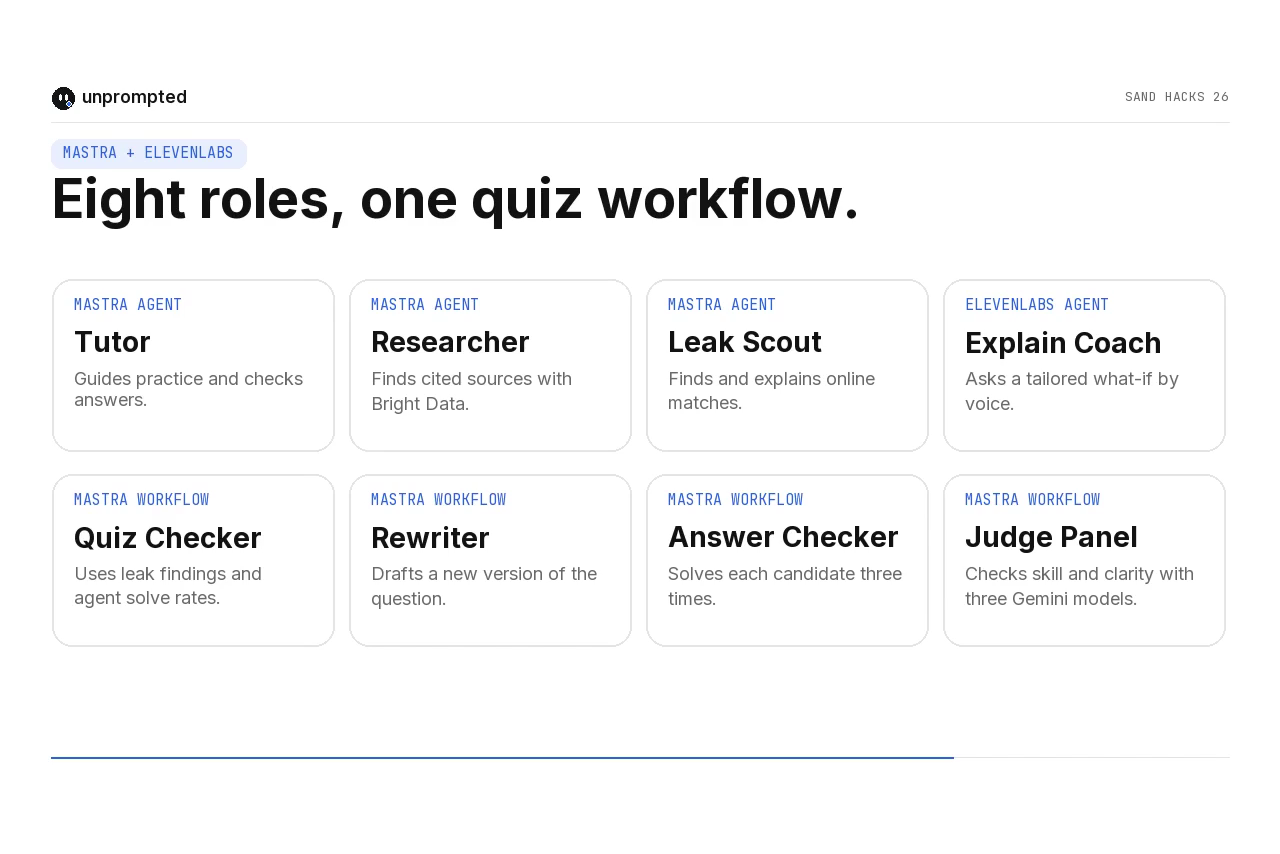 unprompted
SAND HACKS 26
MASTRA + ELEVENLABS
Eight roles, one quiz workflow.
MASTRA AGENT
Tutor
Guides practice and checks
answers.
MASTRA AGENT
Researcher
Finds cited sources with
Bright Data.
MASTRA AGENT
Leak Scout
Finds and explains online
matches.
ELEVENLABS AGENT
Explain Coach
Asks a tailored what-if by
voice.
MASTRA WORKFLOW
Quiz Checker
Uses leak findings and
agent solve rates.
MASTRA WORKFLOW
Rewriter
Drafts a new version of the
question.
MASTRA WORKFLOW
Answer Checker
Solves each candidate three
times.
MASTRA WORKFLOW
Judge Panel
Checks skill and clarity with
three Gemini models.